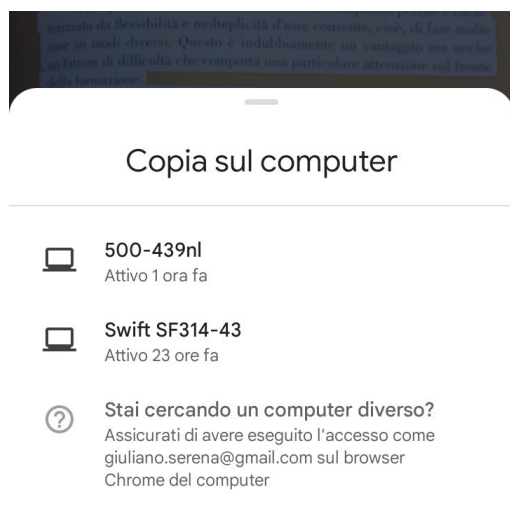 terizzato da flessibilità e molteplicità d'uso; consente, cioè, di fare molte
cose in modi diversi. Questo è indubbiamente un vantaggio ma anche
un fattore di difficoltà che comporta una particolare attenzione sul fronte
della formazione.
Copia sul computer
500-439nl
Attivo 1 ora fa
Swift SF314-43
Attivo 23 ore fa
Stai cercando un computer diverso?
Assicurati di avere eseguito l'accesso come
giuliano.serena@gmail.com sul browser
Chrome del computer